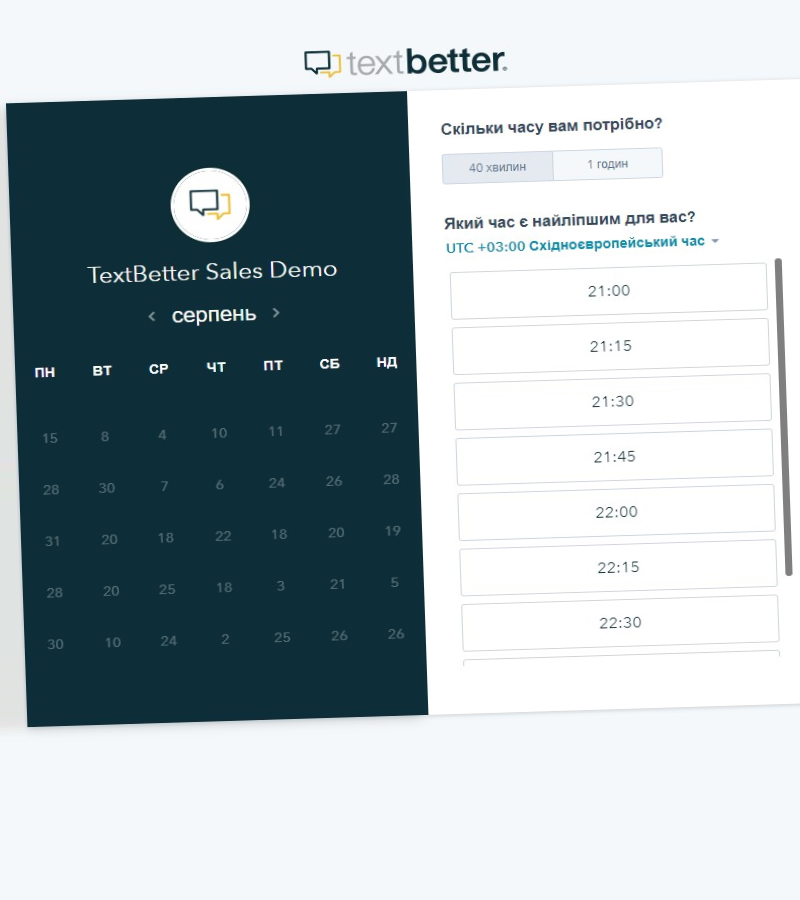 textbetter.
TextBetter Sales Demo
серпень
ПН ВТ СР ЧТ ПТ СБ НД
15 8 4 10 11 27 27
28 30 7 6 24 26 28
31 20 18 22 18 20 19
28 20 25 18 3 21 5
30 10 24 2 25 26 26
Скільки часу вам потрібно?
40 хвилин 1 годин
Який час є найліпшим для вас?
UTC +03:00 Східноєвропейський час
21:00
21:15
21:30
21:45
22:00
22:15
22:30